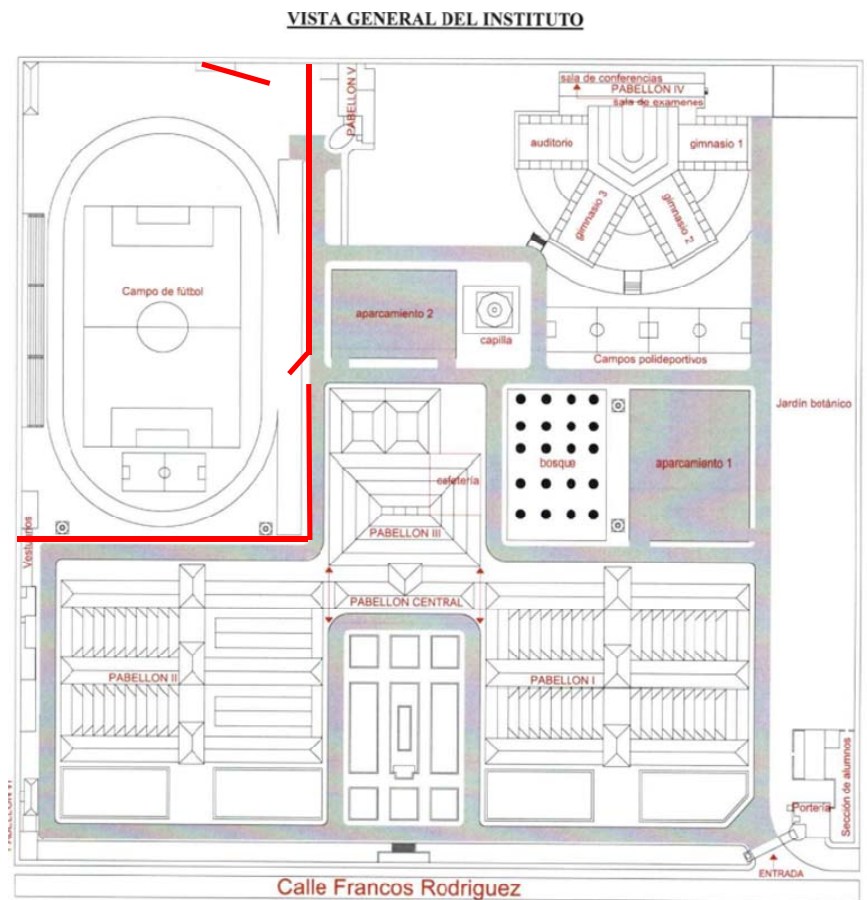 VISTA GENERAL DEL INSTITUTO
sala de conferencias
PABELLON IV
sala de examenes
PABELLON V
auditorio
gimnasio 1
gimnasio 3
gimnasio 2
Campo de fútbol
aparcamiento 2
capilla
Campos polideportivos
Jardín botánico
bosque
aparcamiento 1
cafetería
PABELLON III
Vestuarios
PABELLON CENTRAL
PABELLON II
PABELLON I
Sección de alumnos
Portería
PABELLON VI
ENTRADA
Calle Francos Rodriguez